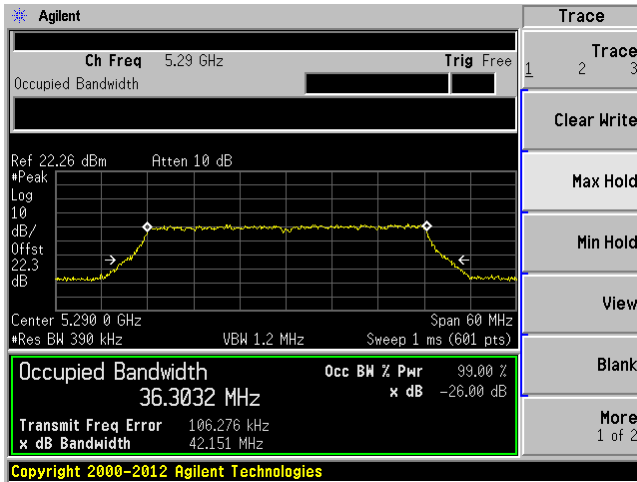 Agilent
Trace
Ch Freq 5.29 GHz Trig Free
Occupied Bandwidth
Trace
1 2 3
Clear Write
Max Hold
Min Hold
View
Blank
More
1 of 2
Ref 22.26 dBm Atten 10 dB
#Peak
Log
10
dB/
Offst
22.3
dB
Center 5.290 0 GHz Span 60 MHz
#Res BW 390 kHz VBW 1.2 MHz Sweep 1 ms (601 pts)
Occupied Bandwidth Occ BW % Pwr 99.00 %
36.3032 MHz x dB -26.00 dB
Transmit Freq Error 106.276 kHz
x dB Bandwidth 42.151 MHz
Copyright 2000-2012 Agilent Technologies